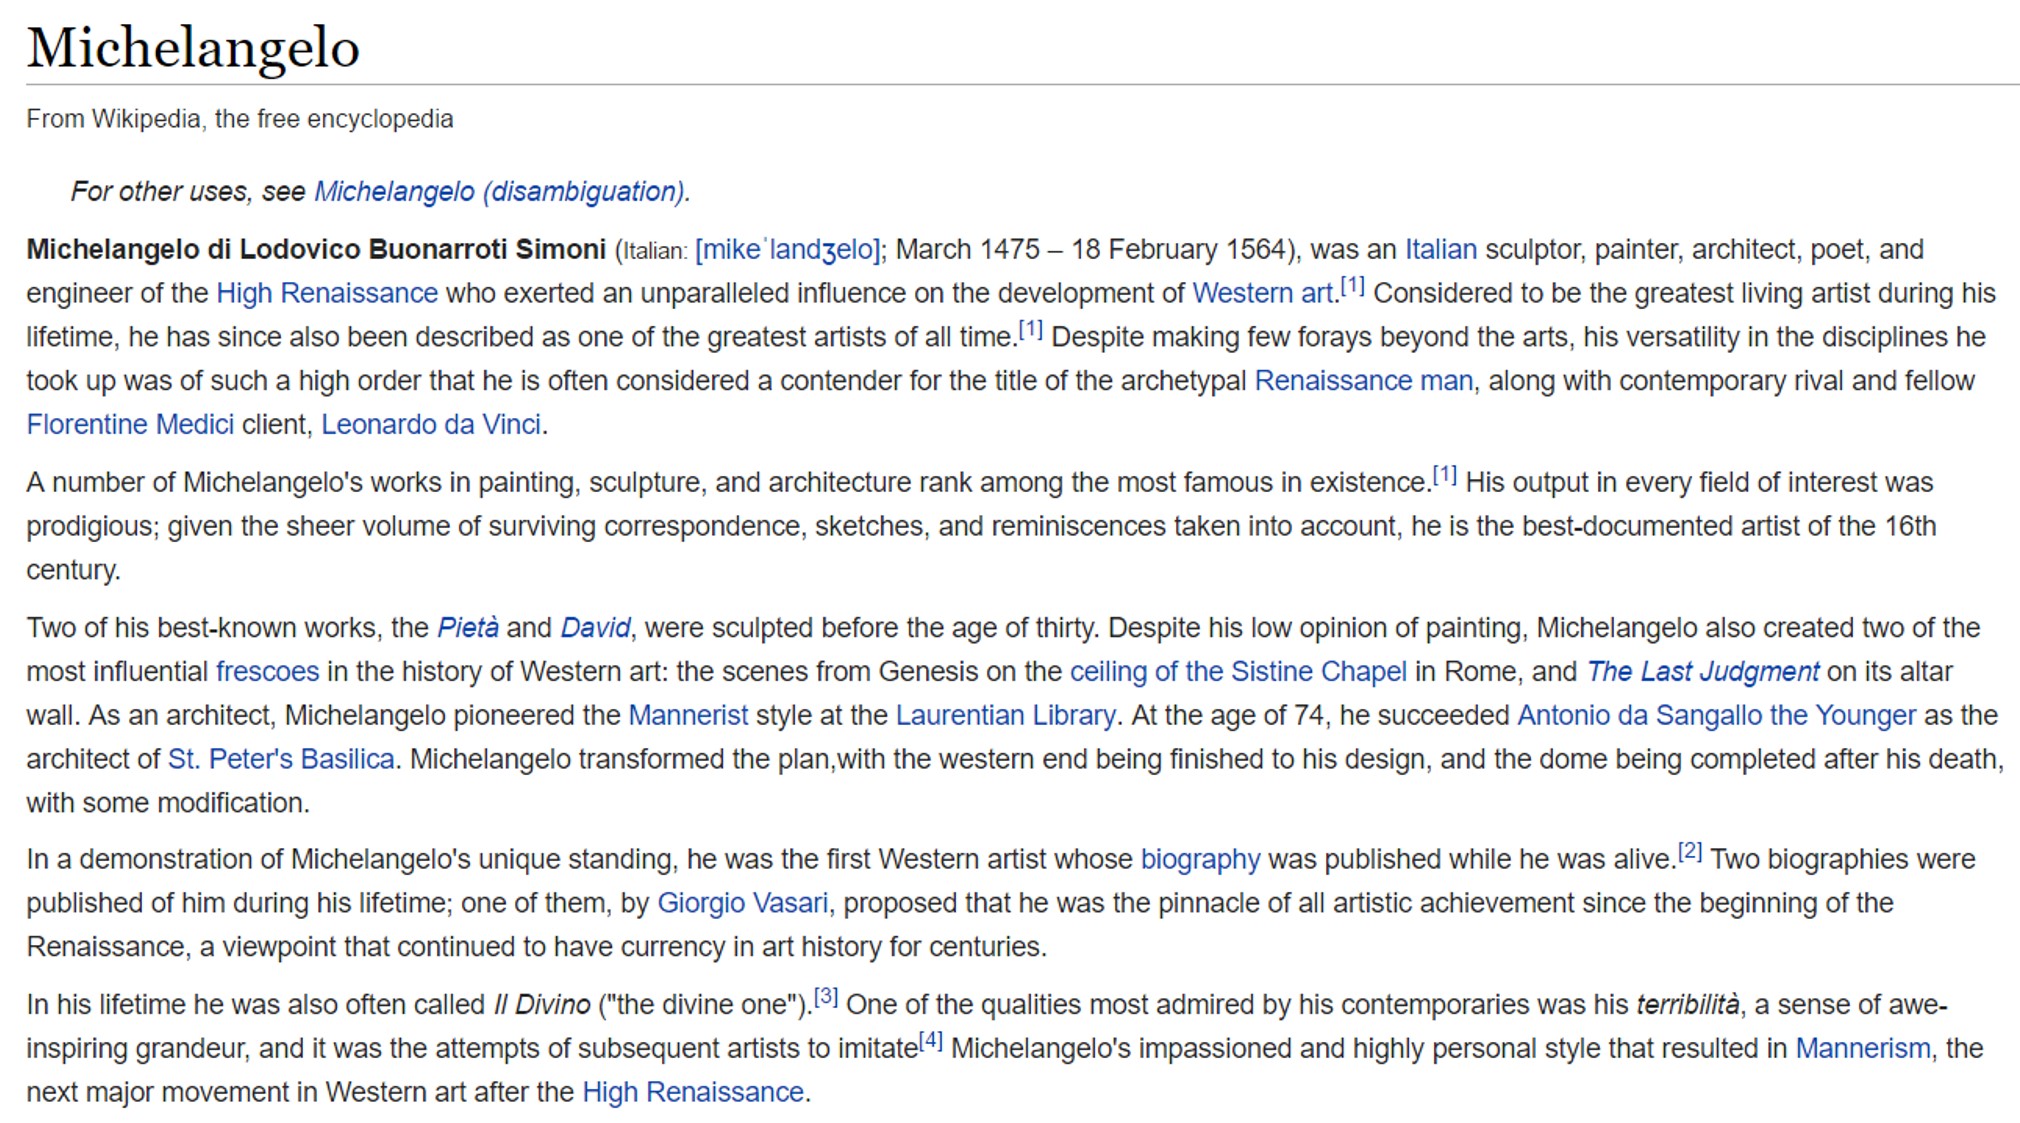 Michelangelo
From Wikipedia, the free encyclopedia
For other uses, see Michelangelo (disambiguation).
Michelangelo di Lodovico Buonarroti Simoni (Italian: [mikeˈlandʒelo]; March 1475 – 18 February 1564), was an Italian sculptor, painter, architect, poet, and
engineer of the High Renaissance who exerted an unparalleled influence on the development of Western art.[1] Considered to be the greatest living artist during his
lifetime, he has since also been described as one of the greatest artists of all time.[1] Despite making few forays beyond the arts, his versatility in the disciplines he
took up was of such a high order that he is often considered a contender for the title of the archetypal Renaissance man, along with contemporary rival and fellow
Florentine Medici client, Leonardo da Vinci.
A number of Michelangelo's works in painting, sculpture, and architecture rank among the most famous in existence.[1] His output in every field of interest was
prodigious; given the sheer volume of surviving correspondence, sketches, and reminiscences taken into account, he is the best-documented artist of the 16th
century.
Two of his best-known works, the Pietà and David, were sculpted before the age of thirty. Despite his low opinion of painting, Michelangelo also created two of the
most influential frescoes in the history of Western art: the scenes from Genesis on the ceiling of the Sistine Chapel in Rome, and The Last Judgment on its altar
wall. As an architect, Michelangelo pioneered the Mannerist style at the Laurentian Library. At the age of 74, he succeeded Antonio da Sangallo the Younger as the
architect of St. Peter's Basilica. Michelangelo transformed the plan,with the western end being finished to his design, and the dome being completed after his death,
with some modification.
In a demonstration of Michelangelo's unique standing, he was the first Western artist whose biography was published while he was alive.[2] Two biographies were
published of him during his lifetime; one of them, by Giorgio Vasari, proposed that he was the pinnacle of all artistic achievement since the beginning of the
Renaissance, a viewpoint that continued to have currency in art history for centuries.
In his lifetime he was also often called Il Divino ("the divine one").[3] One of the qualities most admired by his contemporaries was his terribilità, a sense of awe-
inspiring grandeur, and it was the attempts of subsequent artists to imitate[4] Michelangelo's impassioned and highly personal style that resulted in Mannerism, the
next major movement in Western art after the High Renaissance.